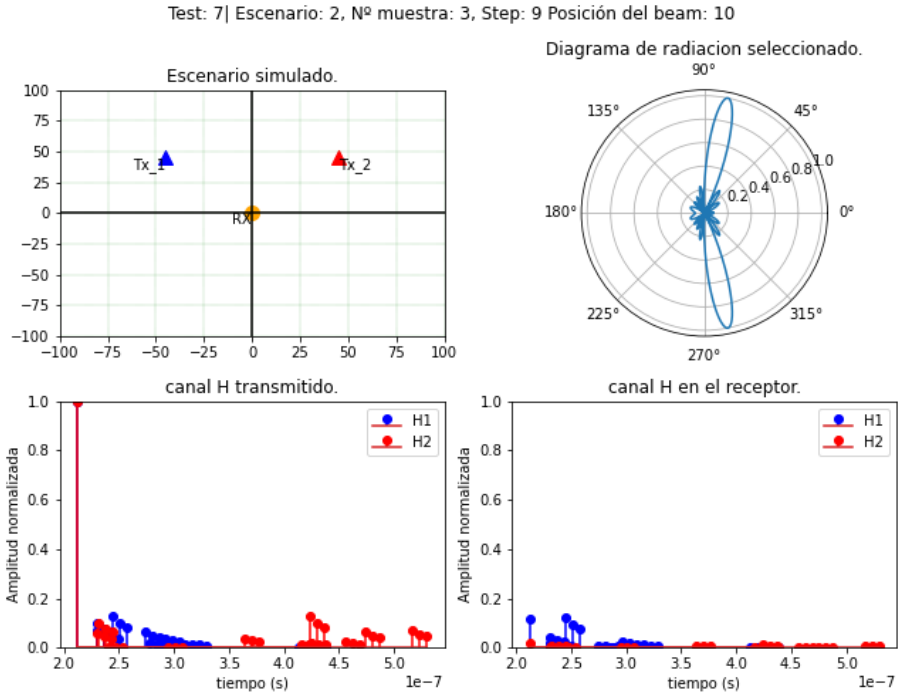 Test: 7| Escenario: 2, Nº muestra: 3, Step: 9 Posición del beam: 10
Escenario simulado.
100
75
50
25
0
−25
−50
−75
−100
Tx_1
Tx_2
RX
−100 −75 −50 −25 0 25 50 75 100
Diagrama de radiacion seleccionado.
90°
135° 45°
180° 0°
0.2 0.4 0.6 0.8 1.0
225° 315°
270°
canal H transmitido.
Amplitud normalizada
1.0
0.8
0.6
0.4
0.2
0.0
H1
H2
2.0 2.5 3.0 3.5 4.0 4.5 5.0
tiempo (s) 1e−7
canal H en el receptor.
Amplitud normalizada
1.0
0.8
0.6
0.4
0.2
0.0
H1
H2
2.0 2.5 3.0 3.5 4.0 4.5 5.0
tiempo (s) 1e−7